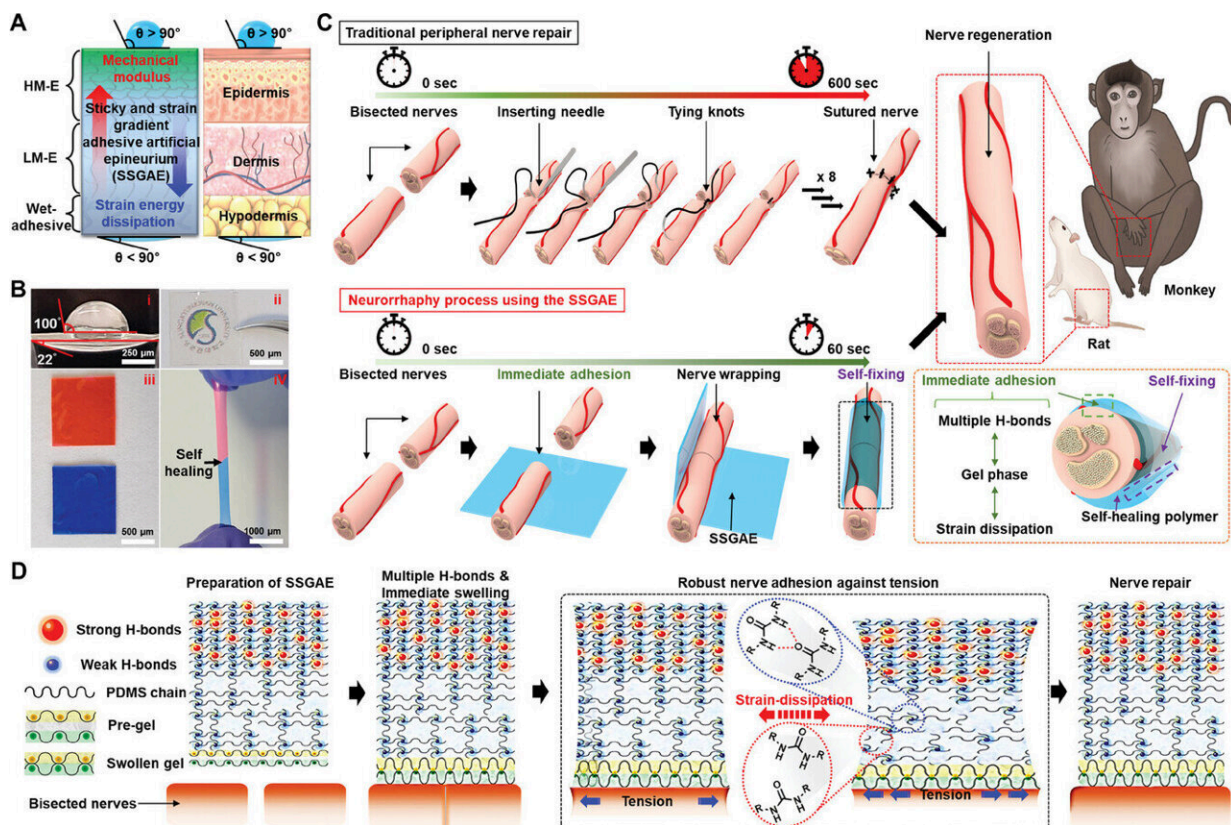 A
θ > 90°
θ > 90°
HM-E
LM-E
Wet-
adhesive
Mechanical
modulus
Sticky and strain
gradient
adhesive artificial
epineurium
(SSGAE)
Strain energy
dissipation
Epidermis
Dermis
Hypodermis
θ < 90°
θ < 90°
B
i
100°
22°
250 µm
ii
500 µm
iii
500 µm
iv
Self
healing
1000 µm
C
Traditional peripheral nerve repair
0 sec
600 sec
Bisected nerves
Inserting needle
Tying knots
Sutured nerve
x 8
Nerve regeneration
Monkey
Rat
Neurorrhaphy process using the SSGAE
0 sec
60 sec
Bisected nerves
Immediate adhesion
Nerve wrapping
Self-fixing
SSGAE
Immediate adhesion
Self-fixing
Multiple H-bonds
Gel phase
Strain dissipation
Self-healing polymer
D
Preparation of SSGAE
Multiple H-bonds &
Immediate swelling
Robust nerve adhesion against tension
Nerve repair
Strong H-bonds
Weak H-bonds
PDMS chain
Pre-gel
Swollen gel
Bisected nerves
Strain-dissipation
Tension
Tension